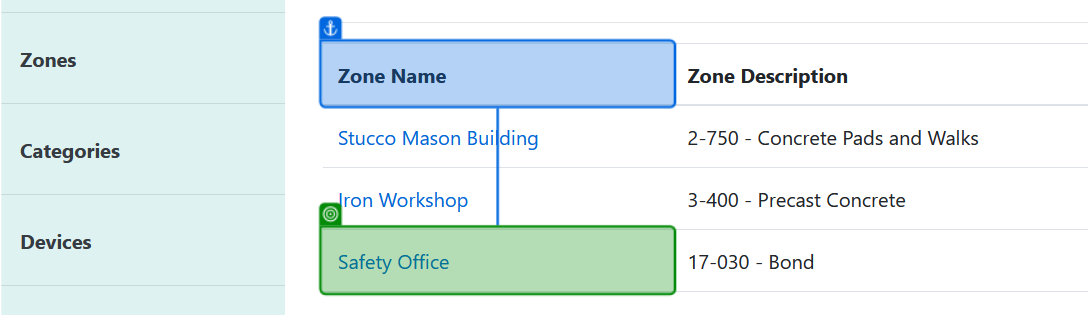 Zones
Categories
Devices
Zone Name Zone Description
Stucco Mason Building 2-750 - Concrete Pads and Walks
Iron Workshop 3-400 - Precast Concrete
Safety Office 17-030 - Bond